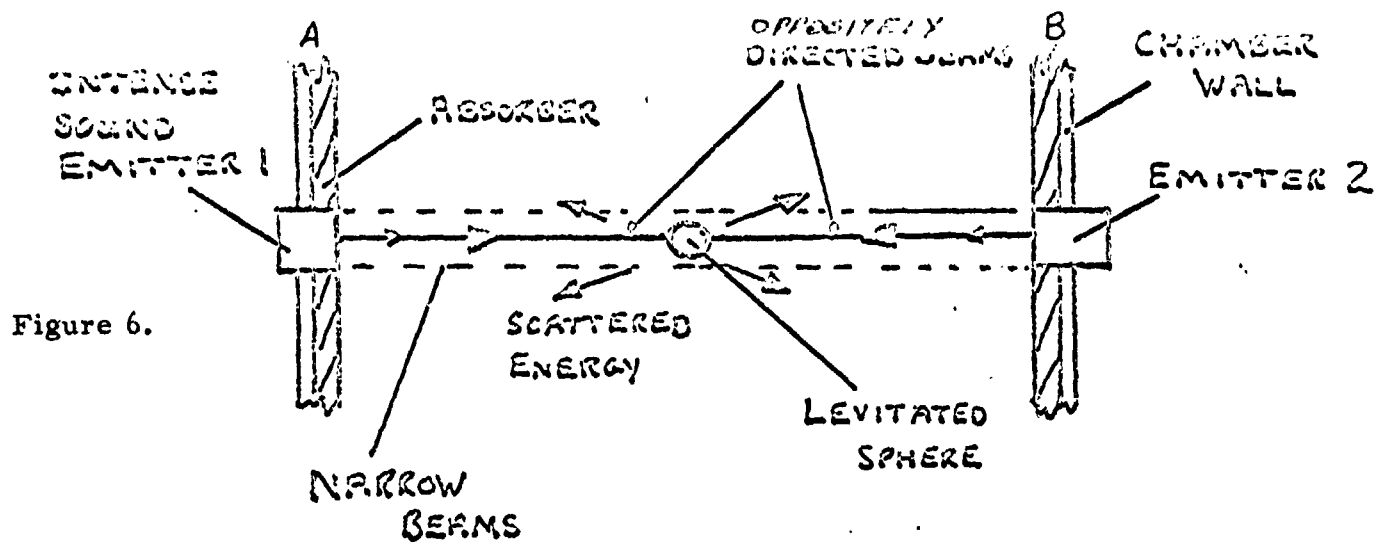 A
OPPOSITELY
DIRECTED BEAMS
B
CHAMBER
WALL
INTENSE
SOUND
EMITTER 1
ABSORBER
EMITTER 2
Figure 6.
SCATTERED
ENERGY
LEVITATED
SPHERE
NARROW
BEAMS